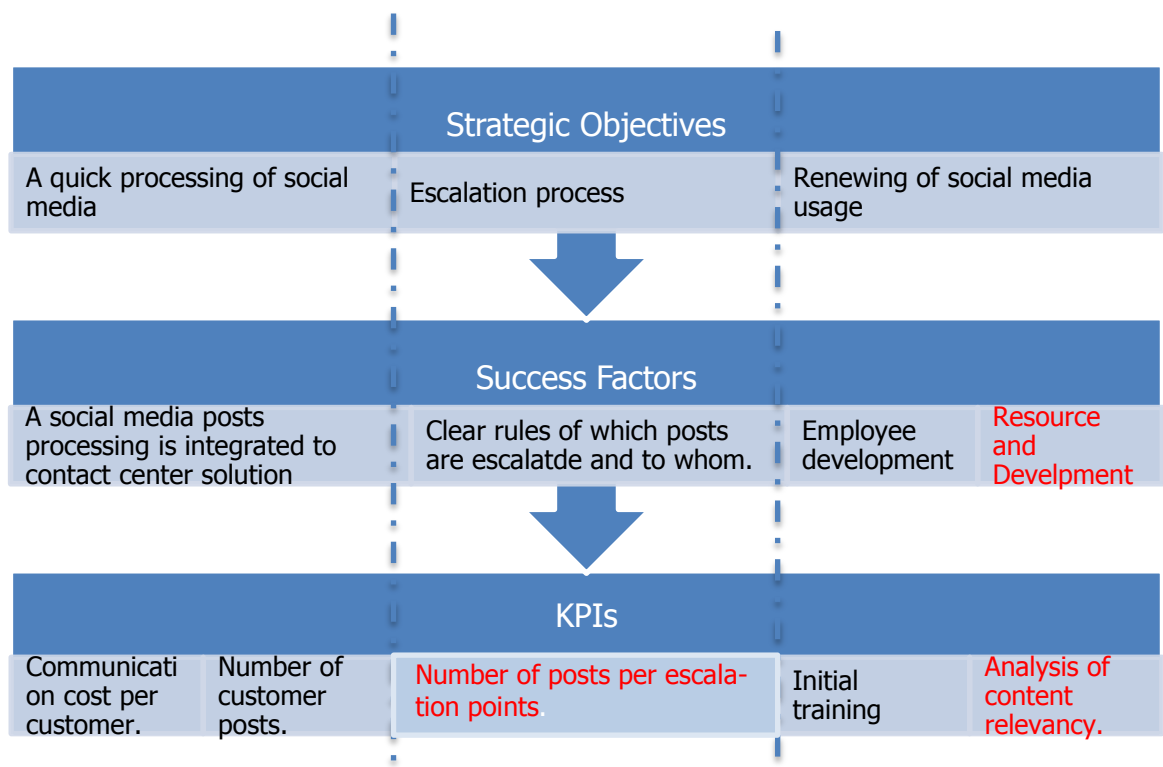 Strategic Objectives
A quick processing of social
media
Escalation process
Renewing of social media
usage
Success Factors
A social media posts
processing is integrated to
contact center solution
Clear rules of which posts
are escalatde and to whom.
Employee
development
Resource
and
Develpment
KPIs
Communicati
on cost per
customer.
Number of
customer
posts.
Number of posts per escala-
tion points.
Initial
training
Analysis of
content
relevancy.